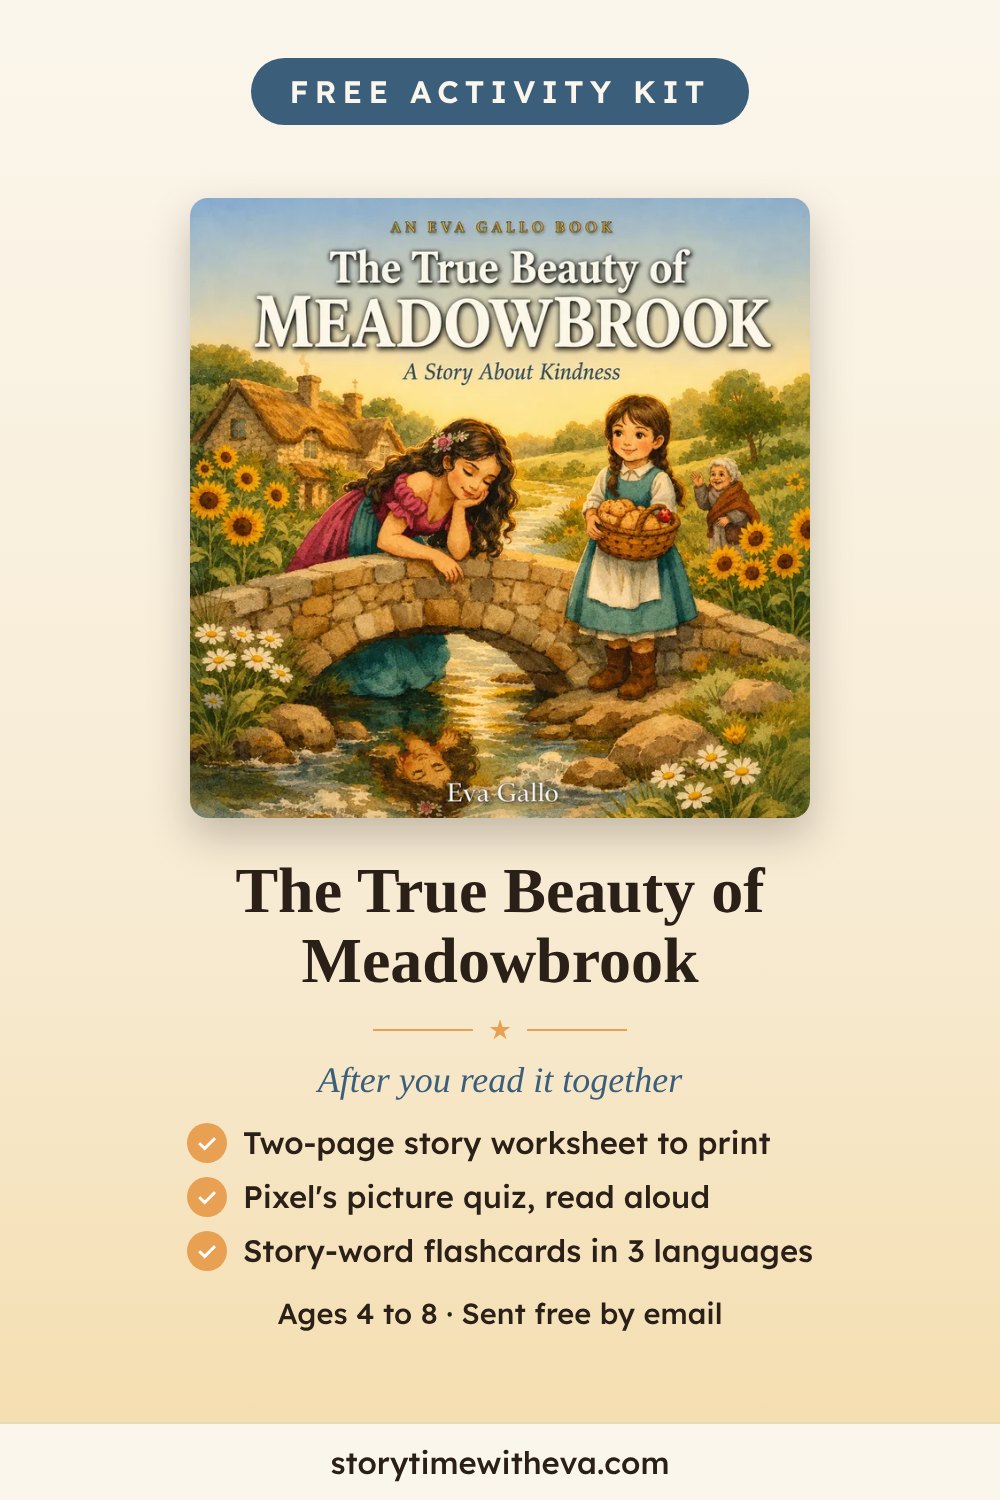 FREE ACTIVITY KIT
AN EVA GALLO BOOK
The True Beauty of
MEADOWBROOK
A Story About Kindness
Eva Gallo
The True Beauty of
Meadowbrook
After you read it together
Two-page story worksheet to print
Pixel's picture quiz, read aloud
Story-word flashcards in 3 languages
Ages 4 to 8 · Sent free by email
storytimewitheva.com